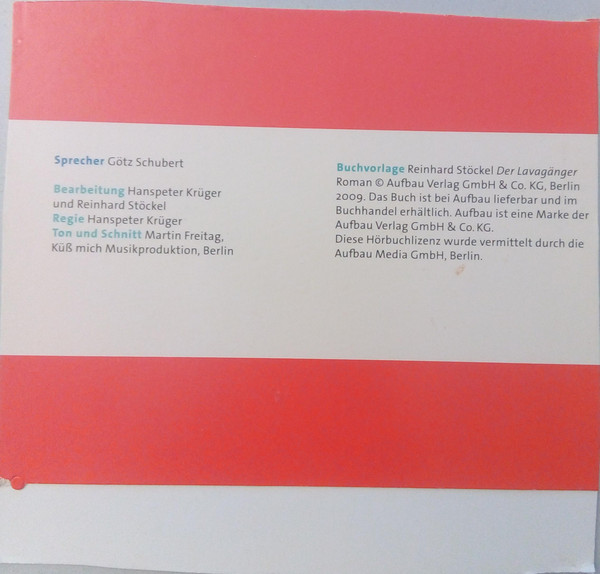 Sprecher Götz Schubert
Bearbeitung Hanspeter Krüger
und Reinhard Stöckel
Regie Hanspeter Krüger
Ton und Schnitt Martin Freitag,
Küß mich Musikproduktion, Berlin
Buchvorlage Reinhard Stöckel Der Lavagänger
Roman © Aufbau Verlag GmbH & Co. KG, Berlin
2009. Das Buch ist bei Aufbau lieferbar und im
Buchhandel erhältlich. Aufbau ist eine Marke der
Aufbau Verlag GmbH & Co. KG.
Diese Hörbuchlizenz wurde vermittelt durch die
Aufbau Media GmbH, Berlin.